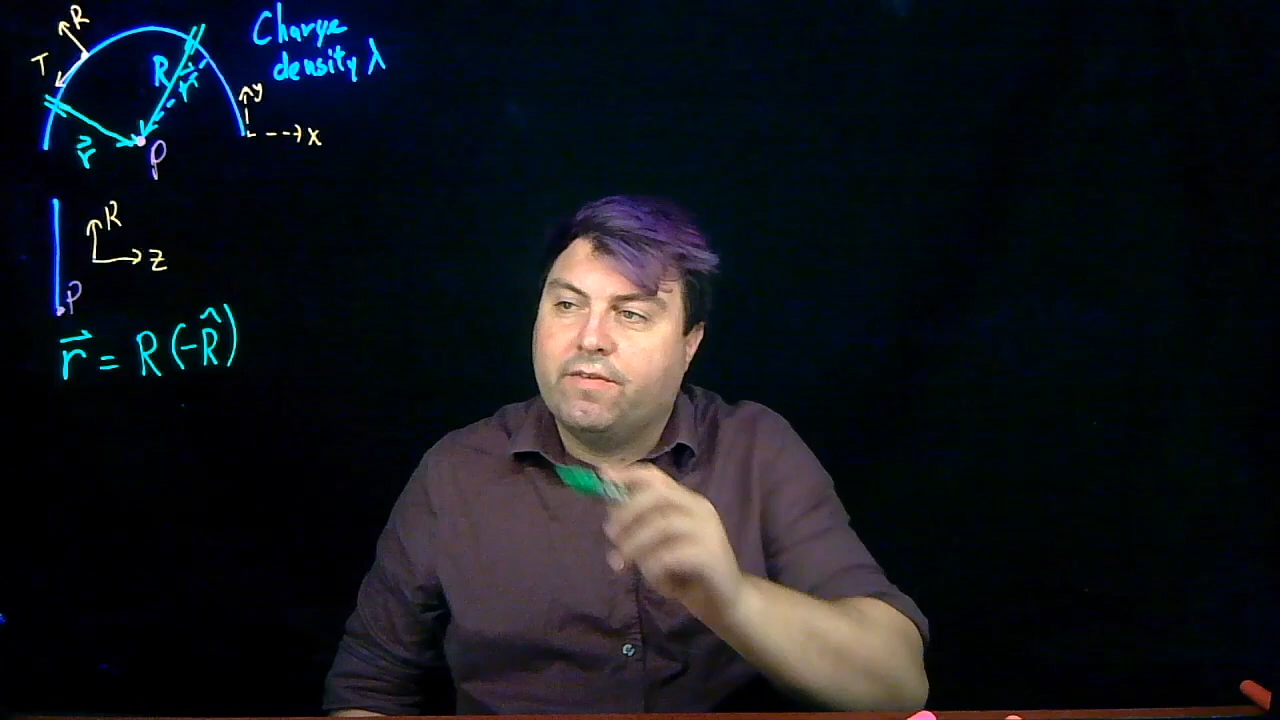 R
T
R
r⃗
r⃗
P
Charge
density λ
y
x
R
z
P
r⃗ = R(-R̂)